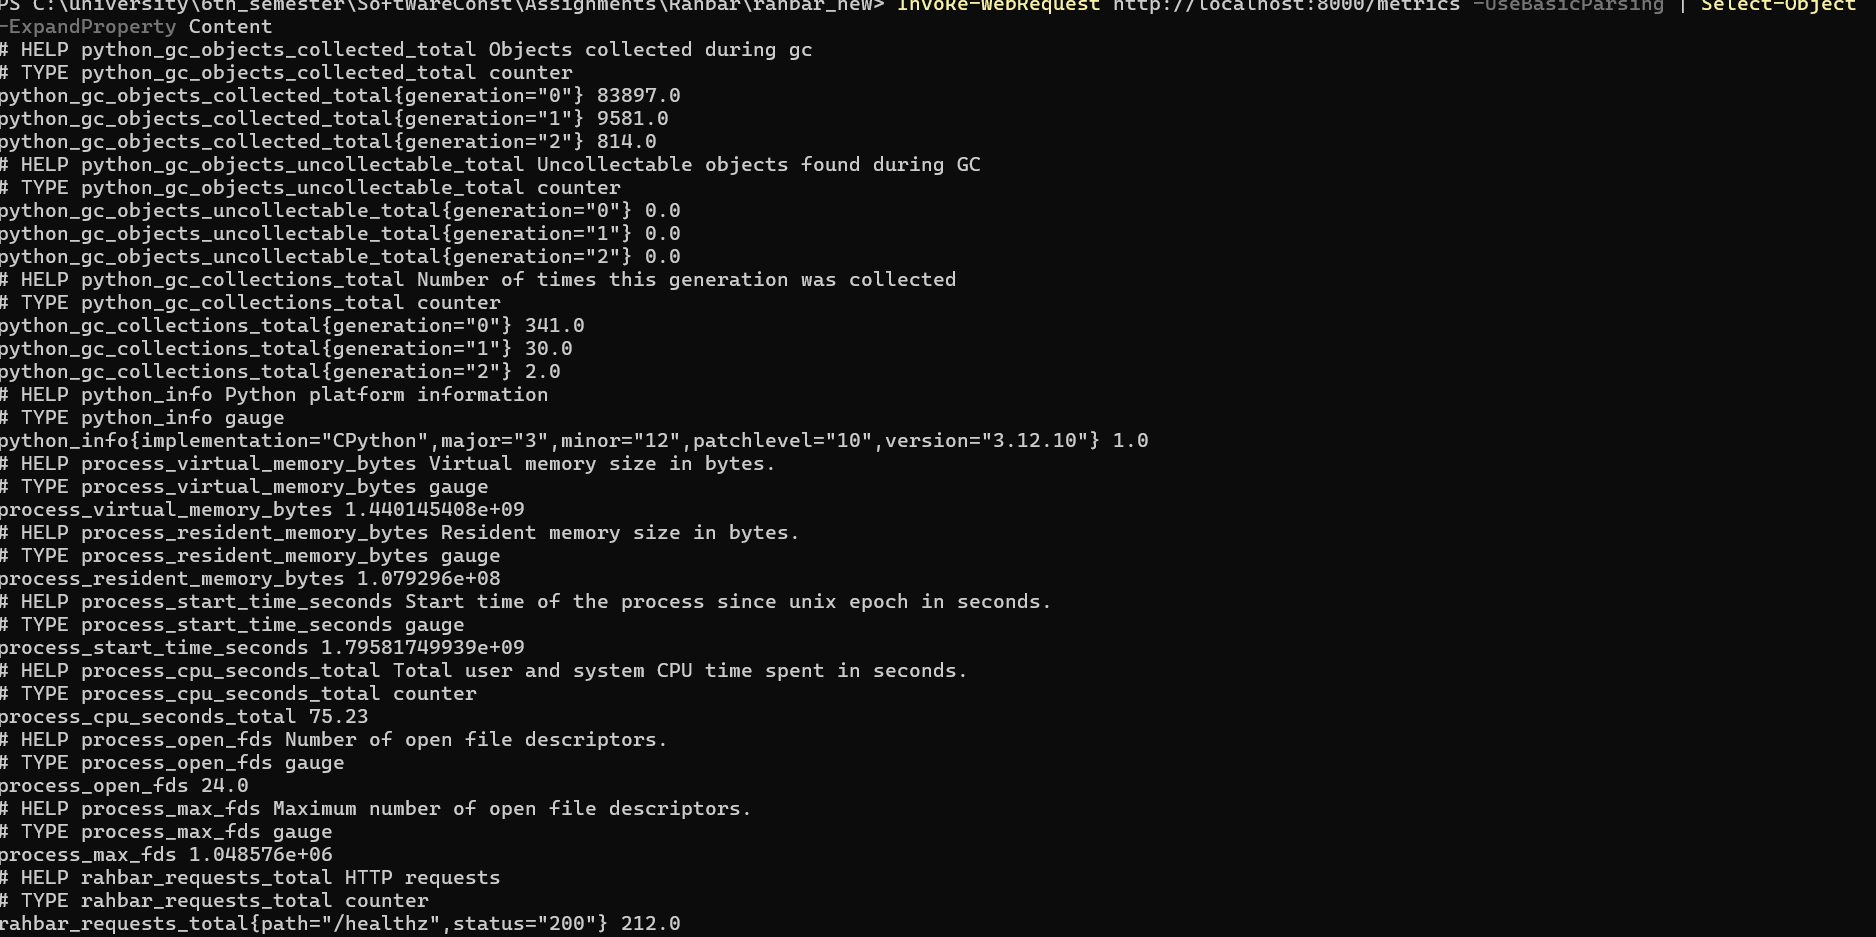 PS C:\university\6th_semester\SoftWareConst\Assignments\Rahbar\rahbar_new> Invoke-WebRequest http://localhost:8000/metrics -UseBasicParsing | Select-Object
-ExpandProperty Content
# HELP python_gc_objects_collected_total Objects collected during gc
# TYPE python_gc_objects_collected_total counter
python_gc_objects_collected_total{generation="0"} 83897.0
python_gc_objects_collected_total{generation="1"} 9581.0
python_gc_objects_collected_total{generation="2"} 814.0
# HELP python_gc_objects_uncollectable_total Uncollectable objects found during GC
# TYPE python_gc_objects_uncollectable_total counter
python_gc_objects_uncollectable_total{generation="0"} 0.0
python_gc_objects_uncollectable_total{generation="1"} 0.0
python_gc_objects_uncollectable_total{generation="2"} 0.0
# HELP python_gc_collections_total Number of times this generation was collected
# TYPE python_gc_collections_total counter
python_gc_collections_total{generation="0"} 341.0
python_gc_collections_total{generation="1"} 30.0
python_gc_collections_total{generation="2"} 2.0
# HELP python_info Python platform information
# TYPE python_info gauge
python_info{implementation="CPython",major="3",minor="12",patchlevel="10",version="3.12.10"} 1.0
# HELP process_virtual_memory_bytes Virtual memory size in bytes.
# TYPE process_virtual_memory_bytes gauge
process_virtual_memory_bytes 1.440145408e+09
# HELP process_resident_memory_bytes Resident memory size in bytes.
# TYPE process_resident_memory_bytes gauge
process_resident_memory_bytes 1.079296e+08
# HELP process_start_time_seconds Start time of the process since unix epoch in seconds.
# TYPE process_start_time_seconds gauge
process_start_time_seconds 1.79581749939e+09
# HELP process_cpu_seconds_total Total user and system CPU time spent in seconds.
# TYPE process_cpu_seconds_total counter
process_cpu_seconds_total 75.23
# HELP process_open_fds Number of open file descriptors.
# TYPE process_open_fds gauge
process_open_fds 24.0
# HELP process_max_fds Maximum number of open file descriptors.
# TYPE process_max_fds gauge
process_max_fds 1.048576e+06
# HELP rahbar_requests_total HTTP requests
# TYPE rahbar_requests_total counter
rahbar_requests_total{path="/healthz",status="200"} 212.0